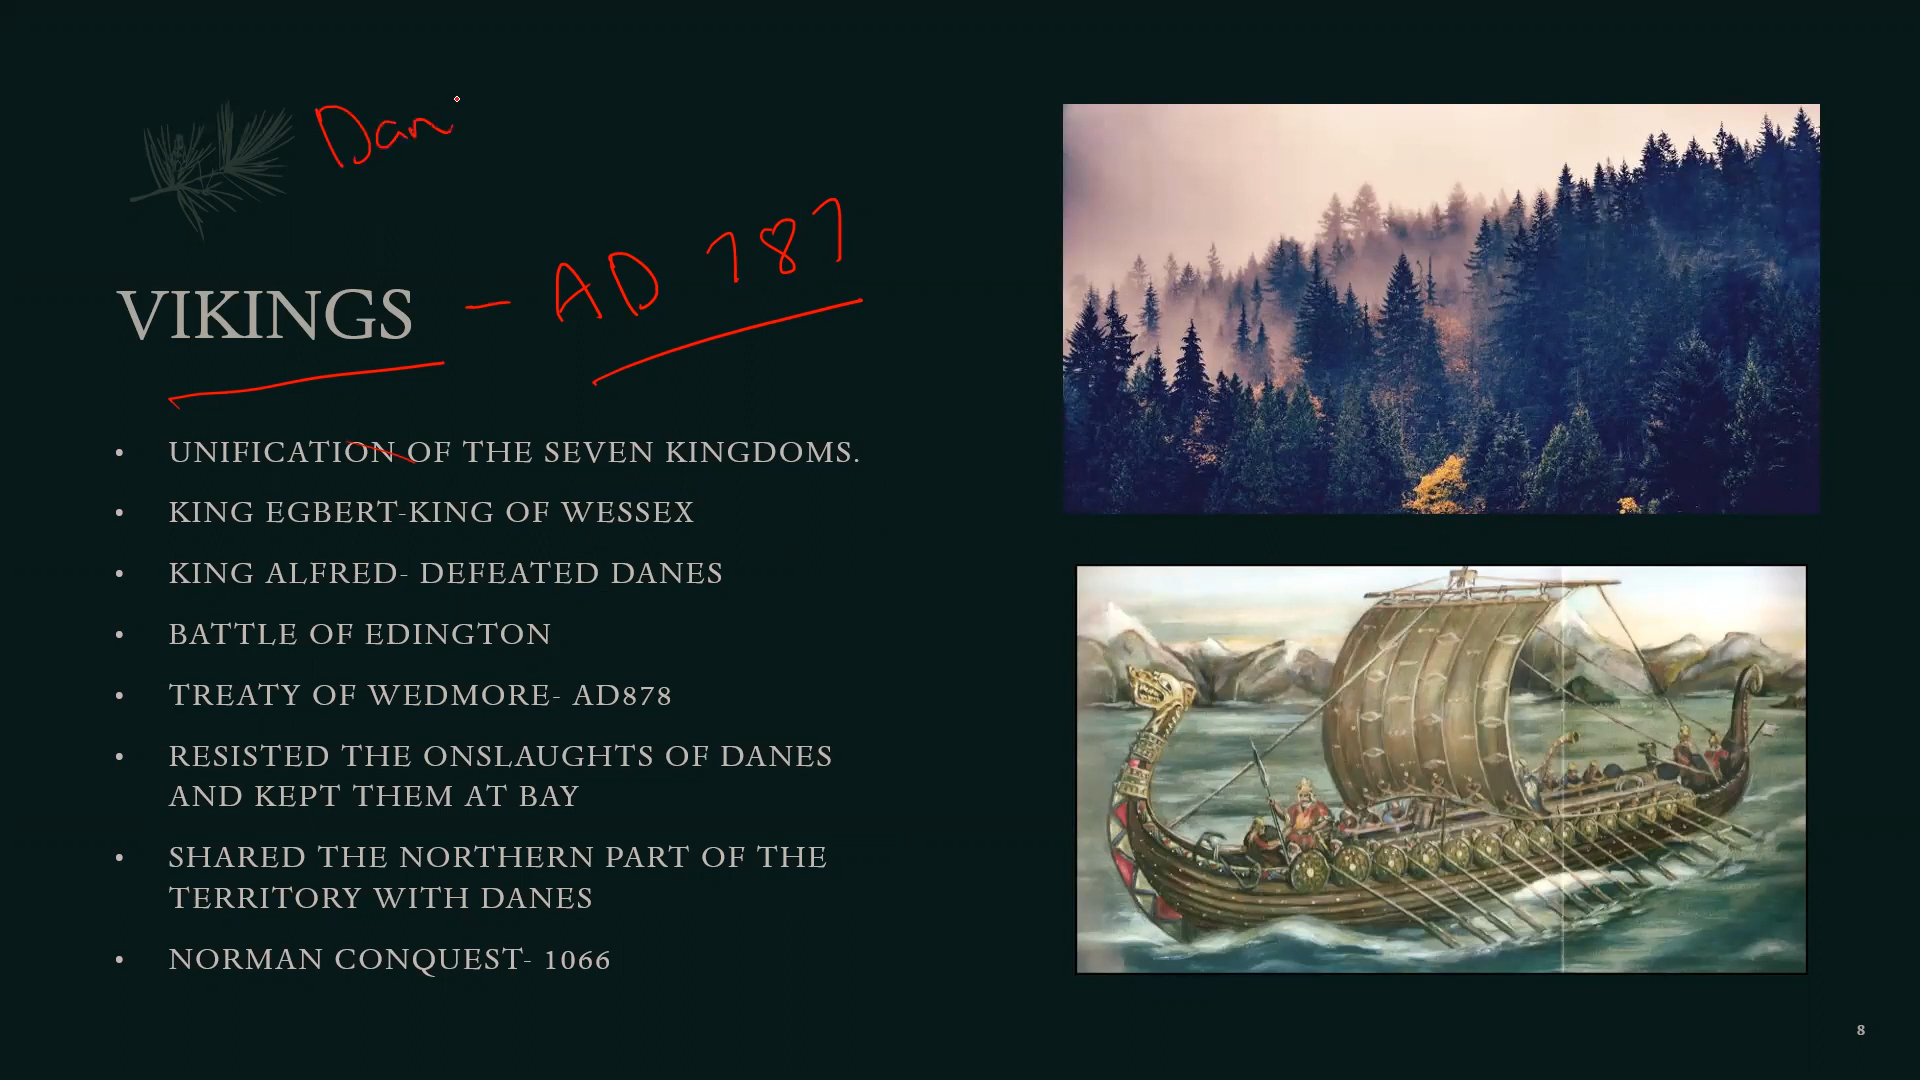 Dan
VIKINGS - AD 787
• UNIFICATION OF THE SEVEN KINGDOMS.
• KING EGBERT-KING OF WESSEX
• KING ALFRED- DEFEATED DANES
• BATTLE OF EDINGTON
• TREATY OF WEDMORE- AD878
• RESISTED THE ONSLAUGHTS OF DANES
AND KEPT THEM AT BAY
• SHARED THE NORTHERN PART OF THE
TERRITORY WITH DANES
• NORMAN CONQUEST- 1066
8